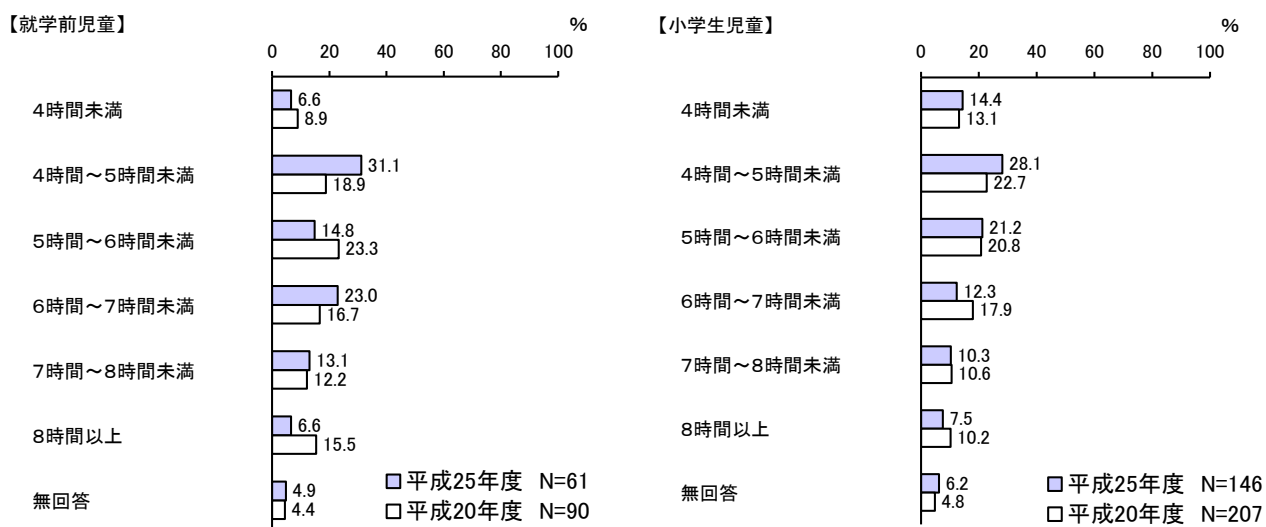 【就学前児童】
%
0 20 40 60 80 100
4時間未満
6.6
8.9
4時間～5時間未満
31.1
18.9
5時間～6時間未満
14.8
23.3
6時間～7時間未満
23.0
16.7
7時間～8時間未満
13.1
12.2
8時間以上
6.6
15.5
無回答
4.9
4.4
平成25年度 N=61
平成20年度 N=90
【小学生児童】
%
0 20 40 60 80 100
4時間未満
14.4
13.1
4時間～5時間未満
28.1
22.7
5時間～6時間未満
21.2
20.8
6時間～7時間未満
12.3
17.9
7時間～8時間未満
10.3
10.6
8時間以上
7.5
10.2
無回答
6.2
4.8
平成25年度 N=146
平成20年度 N=207